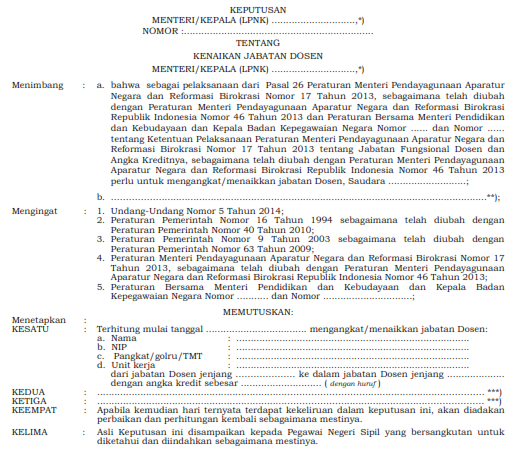 KEPUTUSAN
MENTERI/KEPALA (LPNK) ..............................,*)
NOMOR :...................................................................
TENTANG
KENAIKAN JABATAN DOSEN
MENTERI/KEPALA (LPNK) ..............................,*)
Menimbang : a. bahwa sebagai pelaksanaan dari Pasal 26 Peraturan Menteri Pendayagunaan Aparatur
Negara dan Reformasi Birokrasi Nomor 17 Tahun 2013, sebagaimana telah diubah
dengan Peraturan Menteri Pendayagunaan Aparatur Negara dan Reformasi Birokrasi
Republik Indonesia Nomor 46 Tahun 2013 dan Peraturan Bersama Menteri Pendidikan
dan Kebudayaan dan Kepala Badan Kepegawaian Negara Nomor ...... dan Nomor ......
tentang Ketentuan Pelaksanaan Peraturan Menteri Pendayagunaan Aparatur Negara dan
Reformasi Birokrasi Nomor 17 Tahun 2013 tentang Jabatan Fungsional Dosen dan
Angka Kreditnya, sebagaimana telah diubah dengan Peraturan Menteri Pendayagunaan
Aparatur Negara dan Reformasi Birokrasi Republik Indonesia Nomor 46 Tahun 2013
perlu untuk mengangkat/menaikkan jabatan Dosen, Saudara ............................;
b. ......................................................................................................................................**);
Mengingat : 1. Undang-Undang Nomor 5 Tahun 2014;
2. Peraturan Pemerintah Nomor 16 Tahun 1994 sebagaimana telah diubah dengan
Peraturan Pemerintah Nomor 40 Tahun 2010;
3. Peraturan Pemerintah Nomor 9 Tahun 2003 sebagaimana telah diubah dengan
Peraturan Pemerintah Nomor 63 Tahun 2009;
4. Peraturan Menteri Pendayagunaan Aparatur Negara dan Reformasi Birokrasi Nomor 17
Tahun 2013, sebagaimana telah diubah dengan Peraturan Menteri Pendayagunaan
Aparatur Negara dan Reformasi Birokrasi Republik Indonesia Nomor 46 Tahun 2013;
5. Peraturan Bersama Menteri Pendidikan dan Kebudayaan dan Kepala Badan
Kepegawaian Negara Nomor ........... dan Nomor ...............................;
MEMUTUSKAN:
Menetapkan :
KESATU : Terhitung mulai tanggal .................................... mengangkat/menaikkan jabatan Dosen:
a. Nama : ...................................................................................
b. NIP : ...................................................................................
c. Pangkat/golru/TMT : ...................................................................................
d. Unit kerja : ...................................................................................
dari jabatan Dosen jenjang ..................... ke dalam jabatan Dosen jenjang ....................
dengan angka kredit sebesar ............................ ( dengan huruf )
KEDUA : .......................................................................................................................................... ***)
KETIGA : .......................................................................................................................................... ***)
KEEMPAT : Apabila kemudian hari ternyata terdapat kekeliruan dalam keputusan ini, akan diadakan
perbaikan dan perhitungan kembali sebagaimana mestinya.
KELIMA : Asli Keputusan ini disampaikan kepada Pegawai Negeri Sipil yang bersangkutan untuk
diketahui dan diindahkan sebagaimana mestinya.